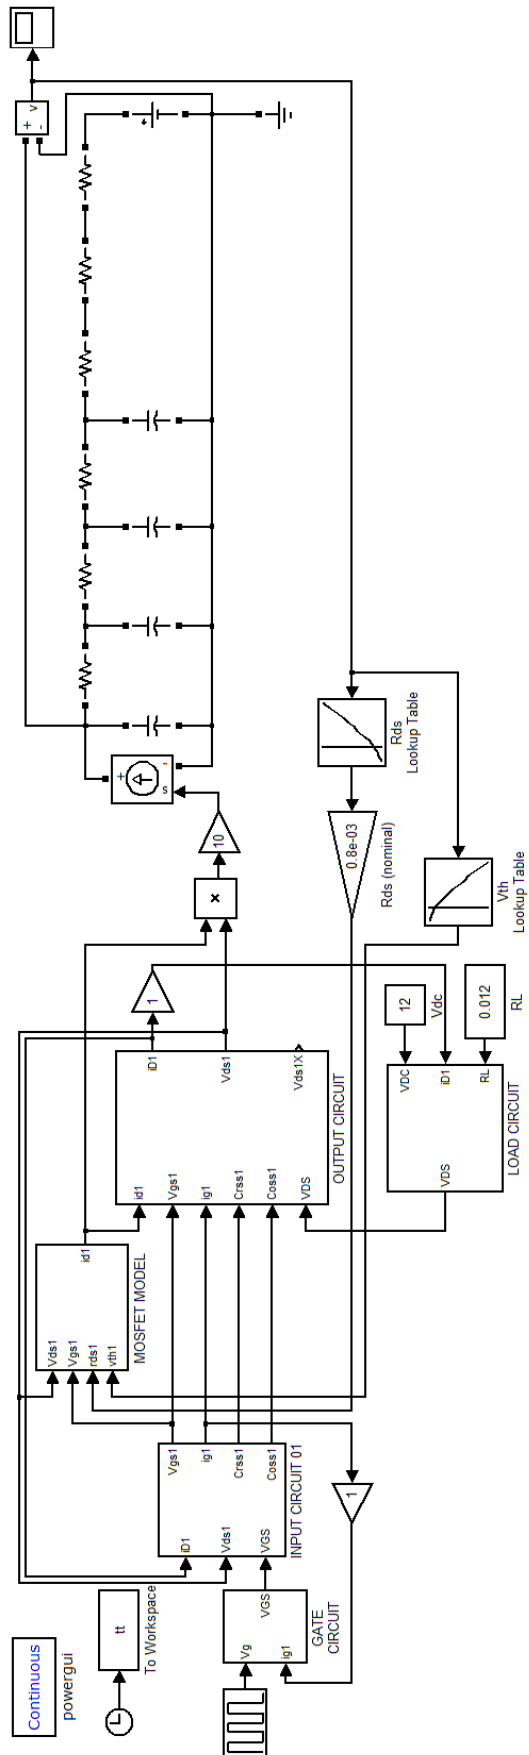 Continuous
powergui
tt
To Workspace
Vg
ig1
VGS
GATE
CIRCUIT
iD1
Vds1
VGS
Vgs1
ig1
Crss1
Coss1
INPUT CIRCUIT 01
1
Vds1
Vgs1
rds1
vth1
id1
MOSFET MODEL
id1
Vgs1
ig1
Crss1
Coss1
VDS
iD1
Vds1
Vds1X
OUTPUT CIRCUIT
1
12
Vdc
0.012
RL
VDC
iD1
RL
VDS
LOAD CIRCUIT
×
10
s
+
-
0.8e-03
Rds (nominal)
Rds
Lookup Table
Vth
Lookup Table
+
-
v